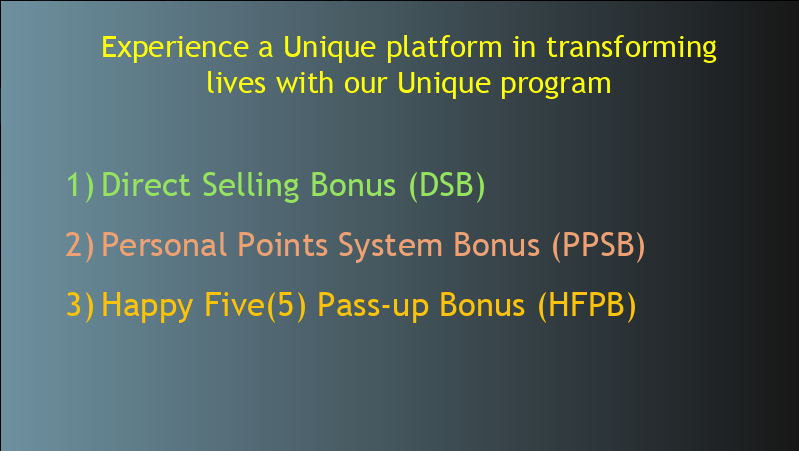 Experience a Unique platform in transforming
lives with our Unique program
1) Direct Selling Bonus (DSB)
2) Personal Points System Bonus (PPSB)
3) Happy Five(5) Pass-up Bonus (HFPB)